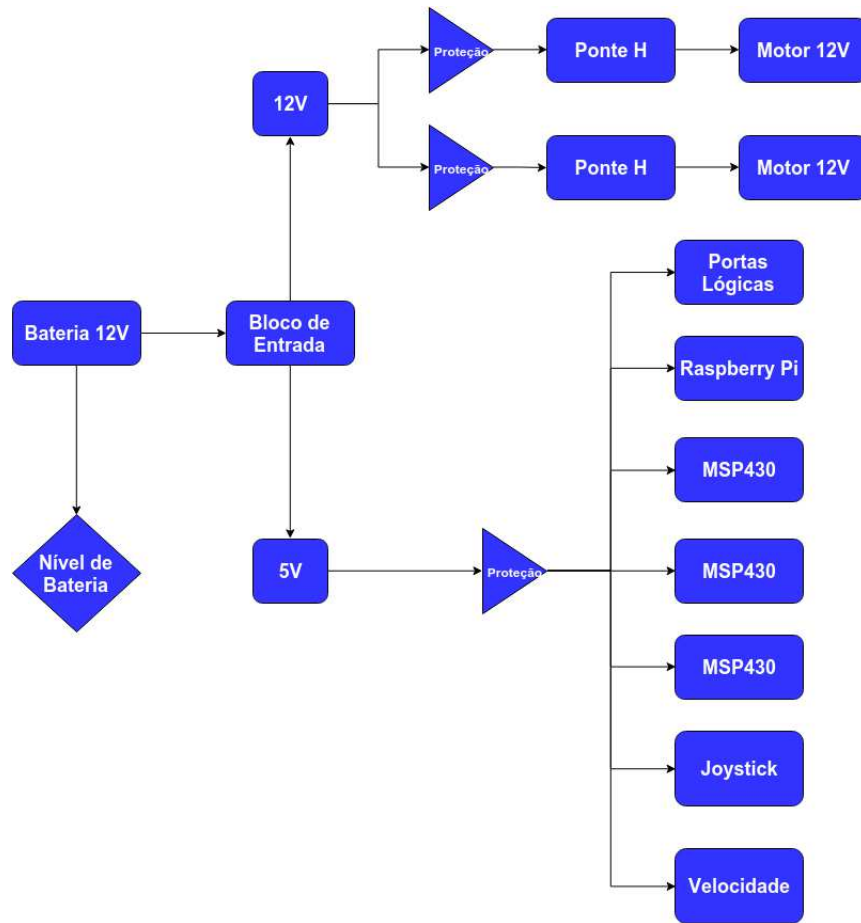 Proteção
Ponte H
Motor 12V
12V
Proteção
Ponte H
Motor 12V
Portas
Lógicas
Bateria 12V
Bloco de
Entrada
Raspberry Pi
MSP430
Nível de
Bateria
5V
Proteção
MSP430
MSP430
Joystick
Velocidade